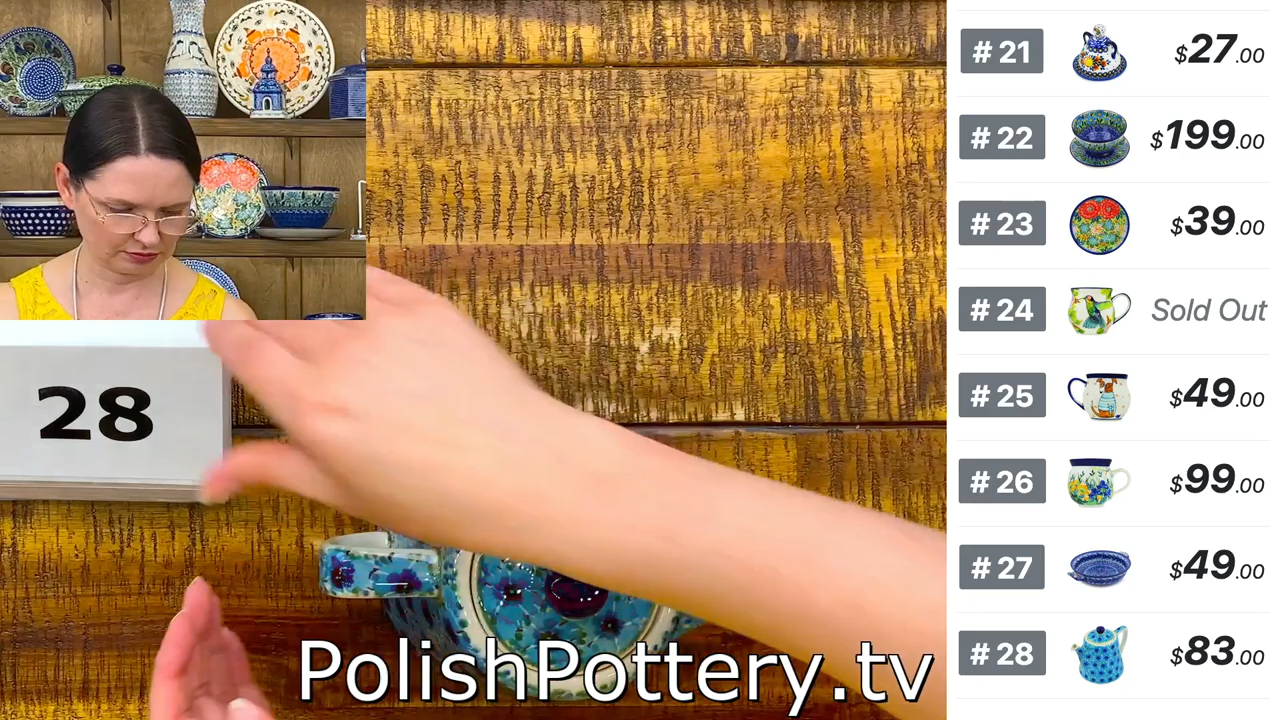 28
PolishPottery.tv
# 21 $27.00
# 22 $199.00
# 23 $39.00
# 24 Sold Out
# 25 $49.00
# 26 $99.00
# 27 $49.00
# 28 $83.00